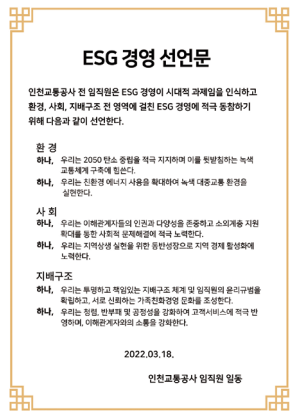 ESG 경영 선언문
인천교통공사 전 임직원은 ESG 경영이 시대적 과제임을 인식하고
환경, 사회, 지배구조 전 영역에 걸친 ESG 경영에 적극 동참하기
위해 다음과 같이 선언한다.
환 경
하나, 우리는 2050 탄소 중립을 적극 지지하며 이를 뒷받침하는 녹색
교통체계 구축에 힘쓴다.
하나, 우리는 친환경 에너지 사용을 확대하여 녹색 대중교통 환경을
실현한다.
사 회
하나, 우리는 이해관계자들의 인권과 다양성을 존중하고 소외계층 지원
확대를 통한 사회적 문제해결에 적극 노력한다.
하나, 우리는 지역상생 실현을 위한 동반성장으로 지역 경제 활성화에
노력한다.
지배구조
하나, 우리는 투명하고 책임있는 지배구조 체계 및 임직원의 윤리규범을
확립하고, 서로 신뢰하는 가족친화경영 문화를 조성한다.
하나, 우리는 청렴, 반부패 및 공정성을 강화하여 고객서비스에 적극 반
영하며, 이해관계자와의 소통을 강화한다.
2022.03.18.
인천교통공사 임직원 일동